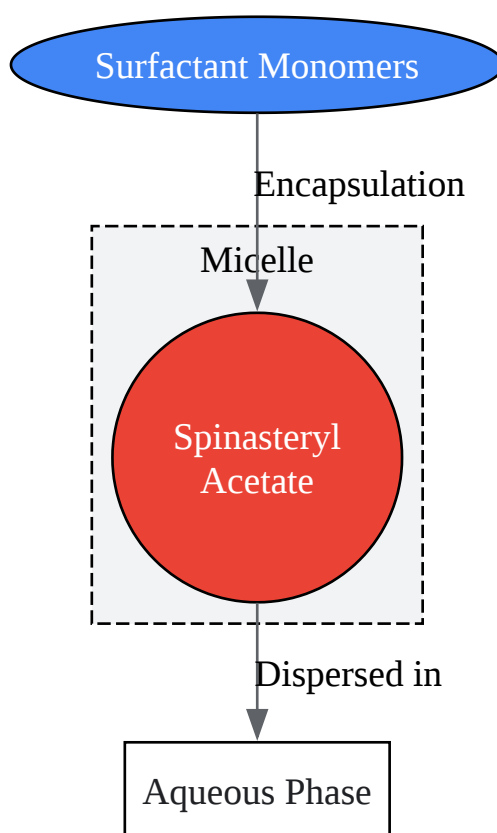 Surfactant Monomers
Encapsulation
Micelle
Spinasteryl
Acetate
Dispersed in
Aqueous Phase